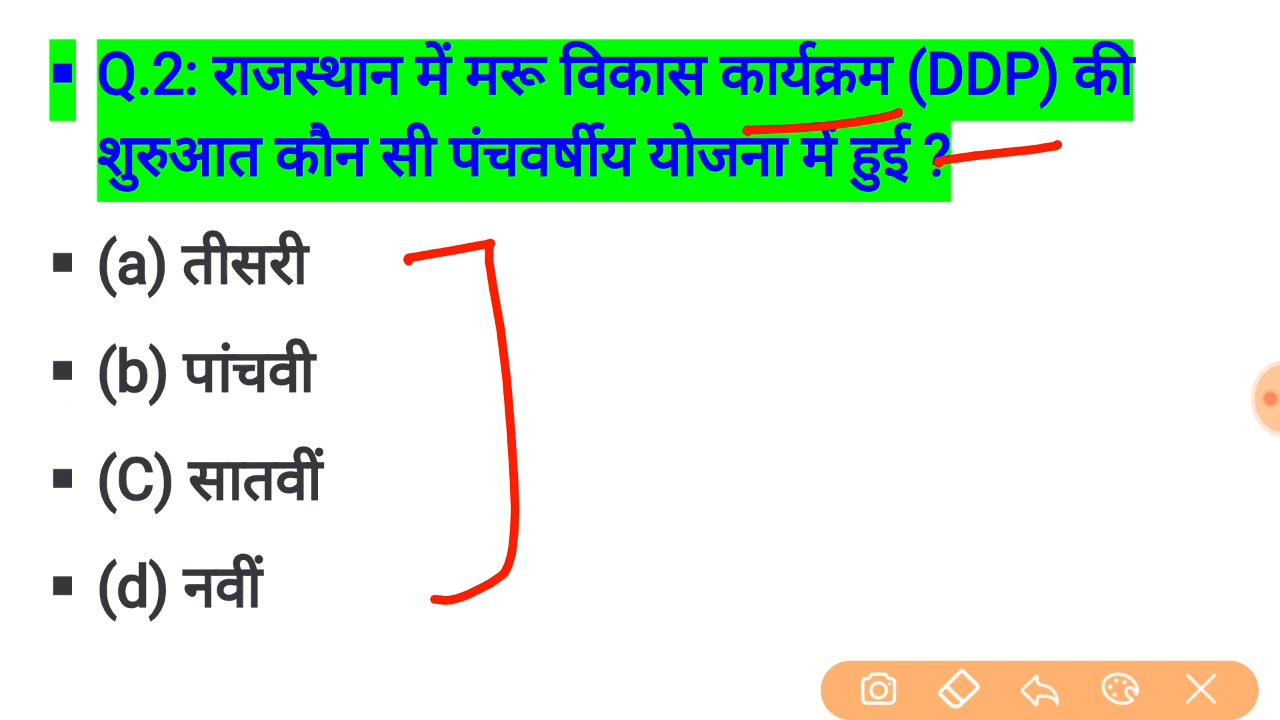 Q.2: राजस्थान में मरू विकास कार्यक्रम (DDP) की
शुरुआत कौन सी पंचवर्षीय योजना में हुई ?
(a) तीसरी
(b) पांचवी
(C) सातवीं
(d) नवीं